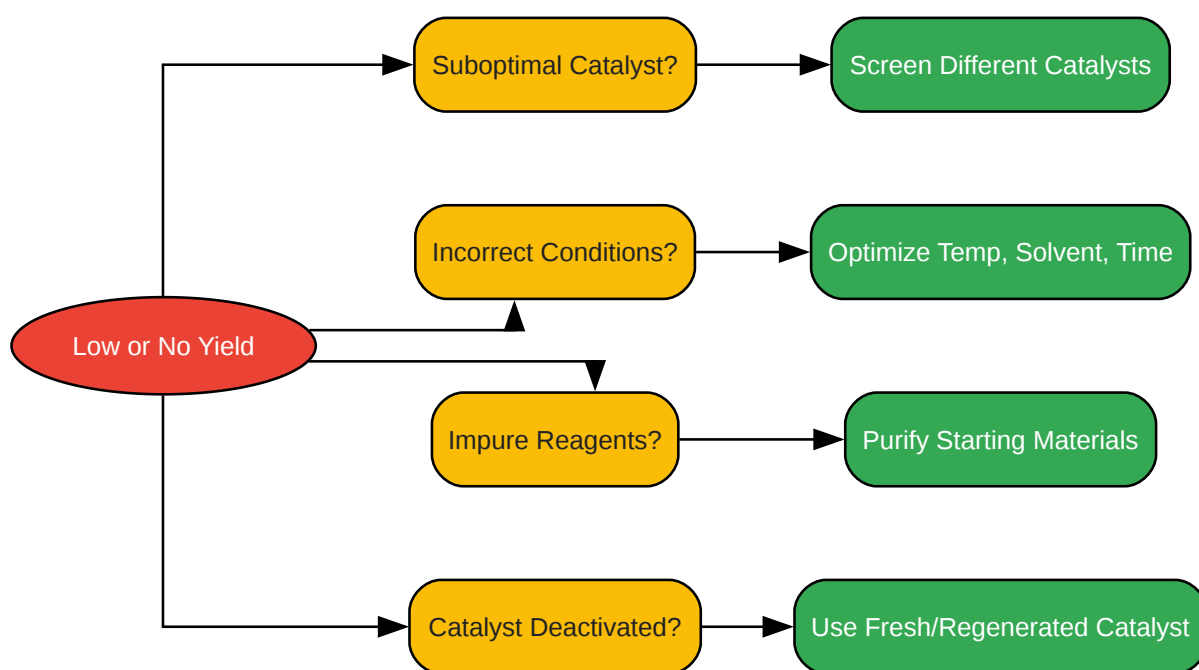 Suboptimal Catalyst?
Screen Different Catalysts
Incorrect Conditions?
Optimize Temp, Solvent, Time
Low or No Yield
Impure Reagents?
Purify Starting Materials
Catalyst Deactivated?
Use Fresh/Regenerated Catalyst